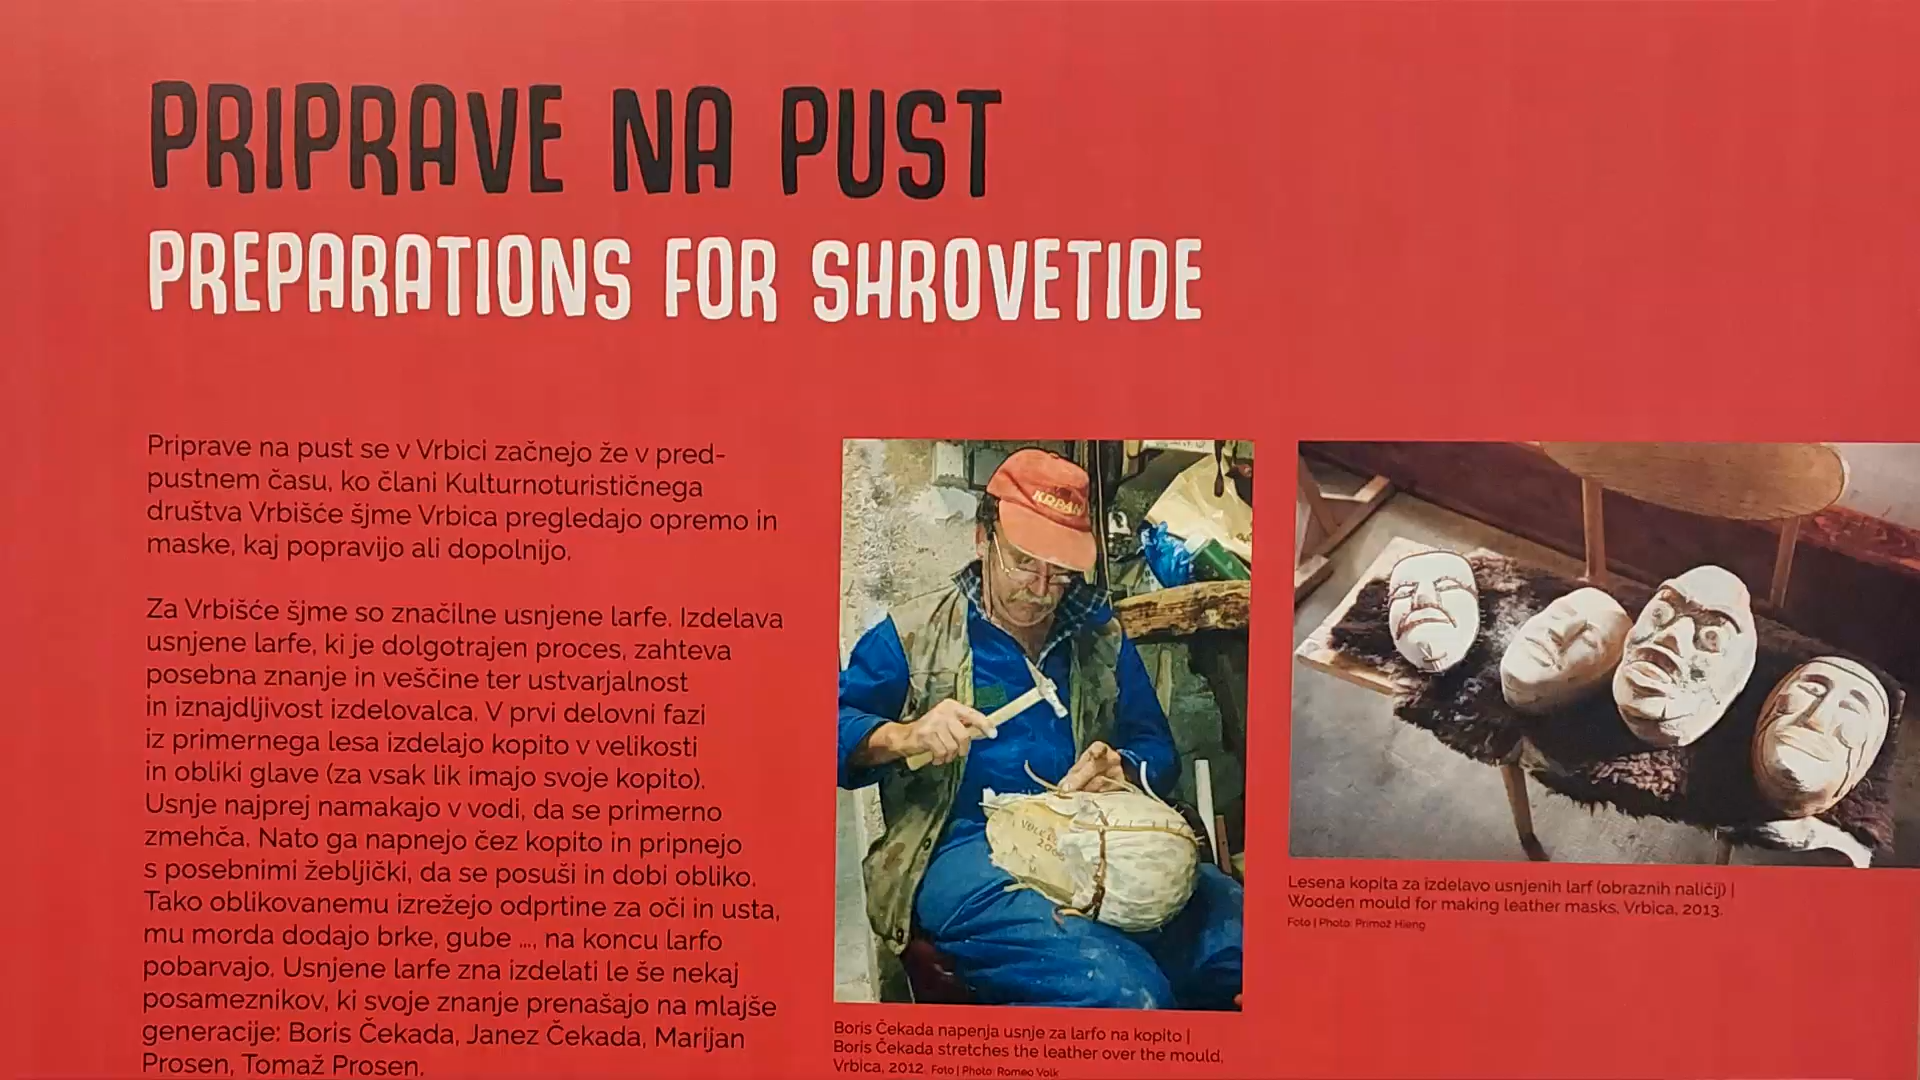 PRIPRAVE NA PUST
PREPARATIONS FOR SHROVETIDE
Priprave na pust se v Vrbici začnejo že v pred-
pustnem času, ko člani Kulturnoturističnega
društva Vrbišće šjme Vrbica pregledajo opremo in
maske, kaj popravijo ali dopolnijo.
Za Vrbišće šjme so značilne usnjene larfe. Izdelava
usnjene larfe, ki je dolgotrajen proces, zahteva
posebna znanje in veščine ter ustvarjalnost
in iznajdljivost izdelovalca. V prvi delovni fazi
iz primernega lesa izdelajo kopito v velikosti
in obliki glave (za vsak lik imajo svoje kopito).
Usnje najprej namakajo v vodi, da se primerno
zmehča. Nato ga napnejo čez kopito in pripnejo
s posebnimi žebljički, da se posuši in dobi obliko.
Tako oblikovanemu izrežejo odprtine za oči in usta,
mu morda dodajo brke, gube ..., na koncu larfo
pobarvajo. Usnjene larfe zna izdelati le še nekaj
posameznikov, ki svoje znanje prenašajo na mlajše
generacije: Boris Čekada, Janez Čekada, Marijan
Prosen, Tomaž Prosen.
KRPAN
2006
Boris Čekada napenja usnje za larfo na kopito |
Boris Čekada stretches the leather over the mould,
Vrbica, 2012. Foto | Photo: Romeo Volk
Lesena kopita za izdelavo usnjenih larf (obraznih naličij) |
Wooden mould for making leather masks, Vrbica, 2013.
Foto | Photo: Primož Hieng